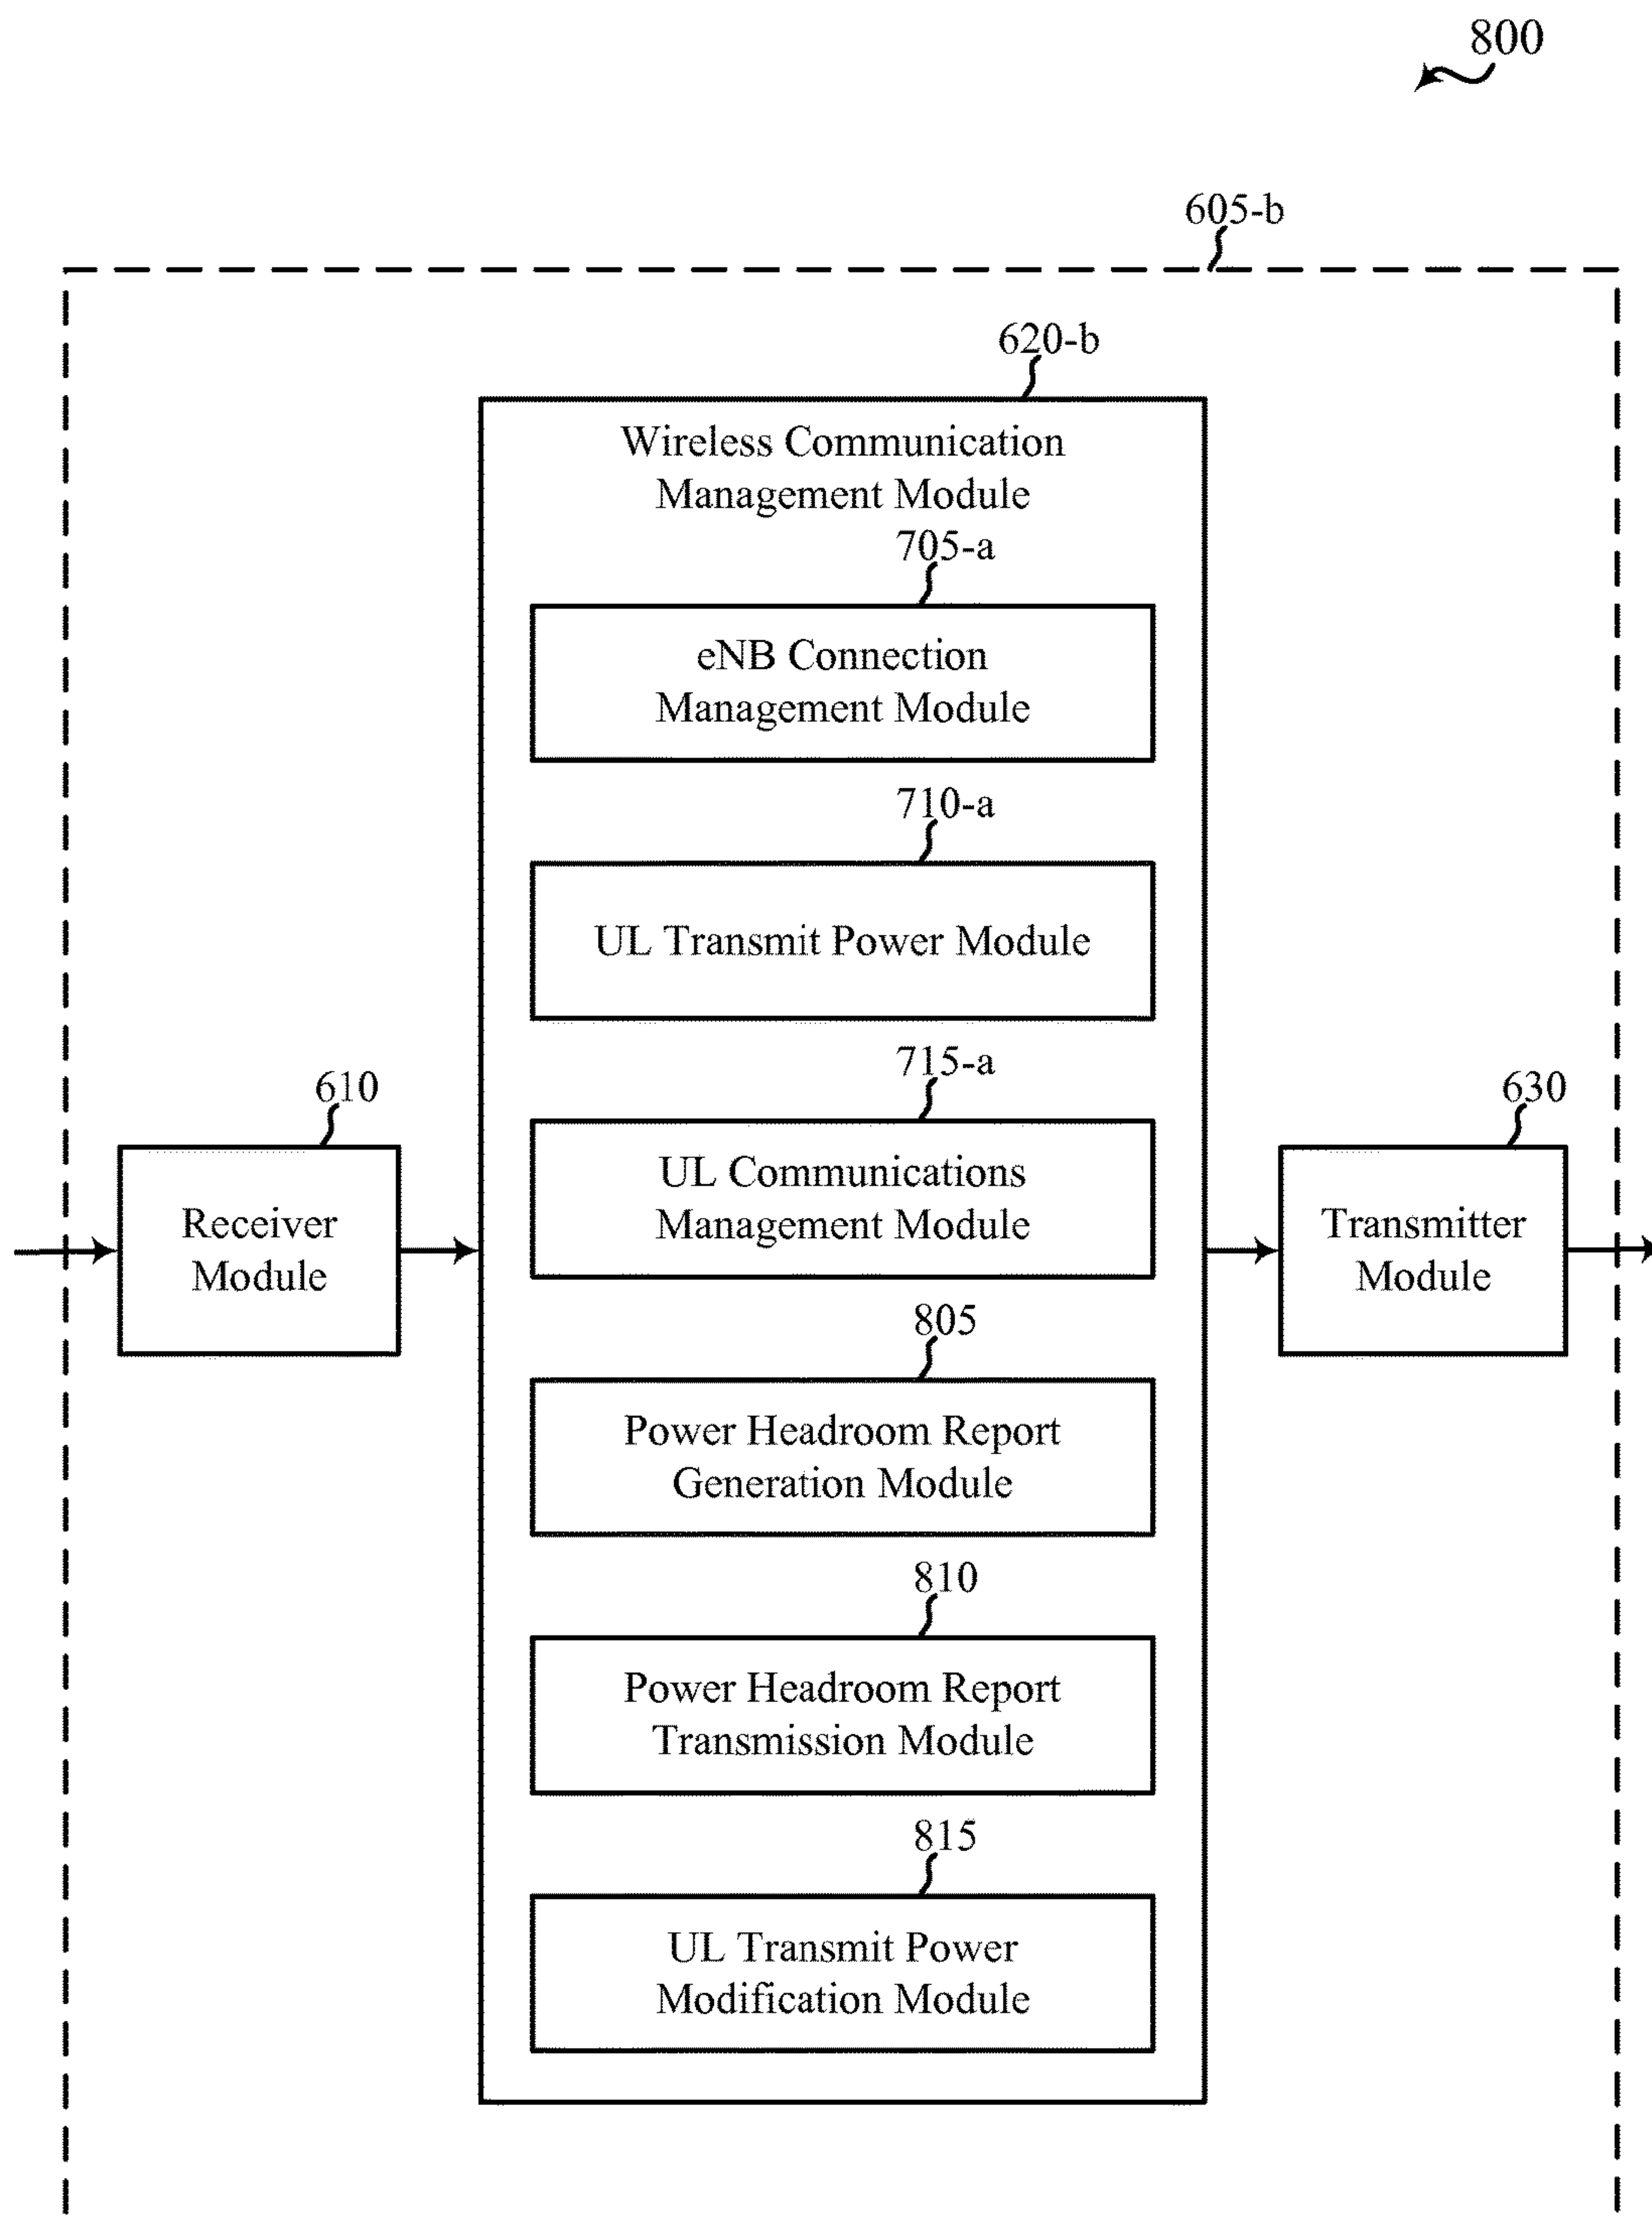 800
605-b
620-b
Wireless Communication
Management Module
705-a
eNB Connection
Management Module
710-a
UL Transmit Power Module
715-a
UL Communications
Management Module
610
Receiver
Module
630
Transmitter
Module
805
Power Headroom Report
Generation Module
810
Power Headroom Report
Transmission Module
815
UL Transmit Power
Modification Module